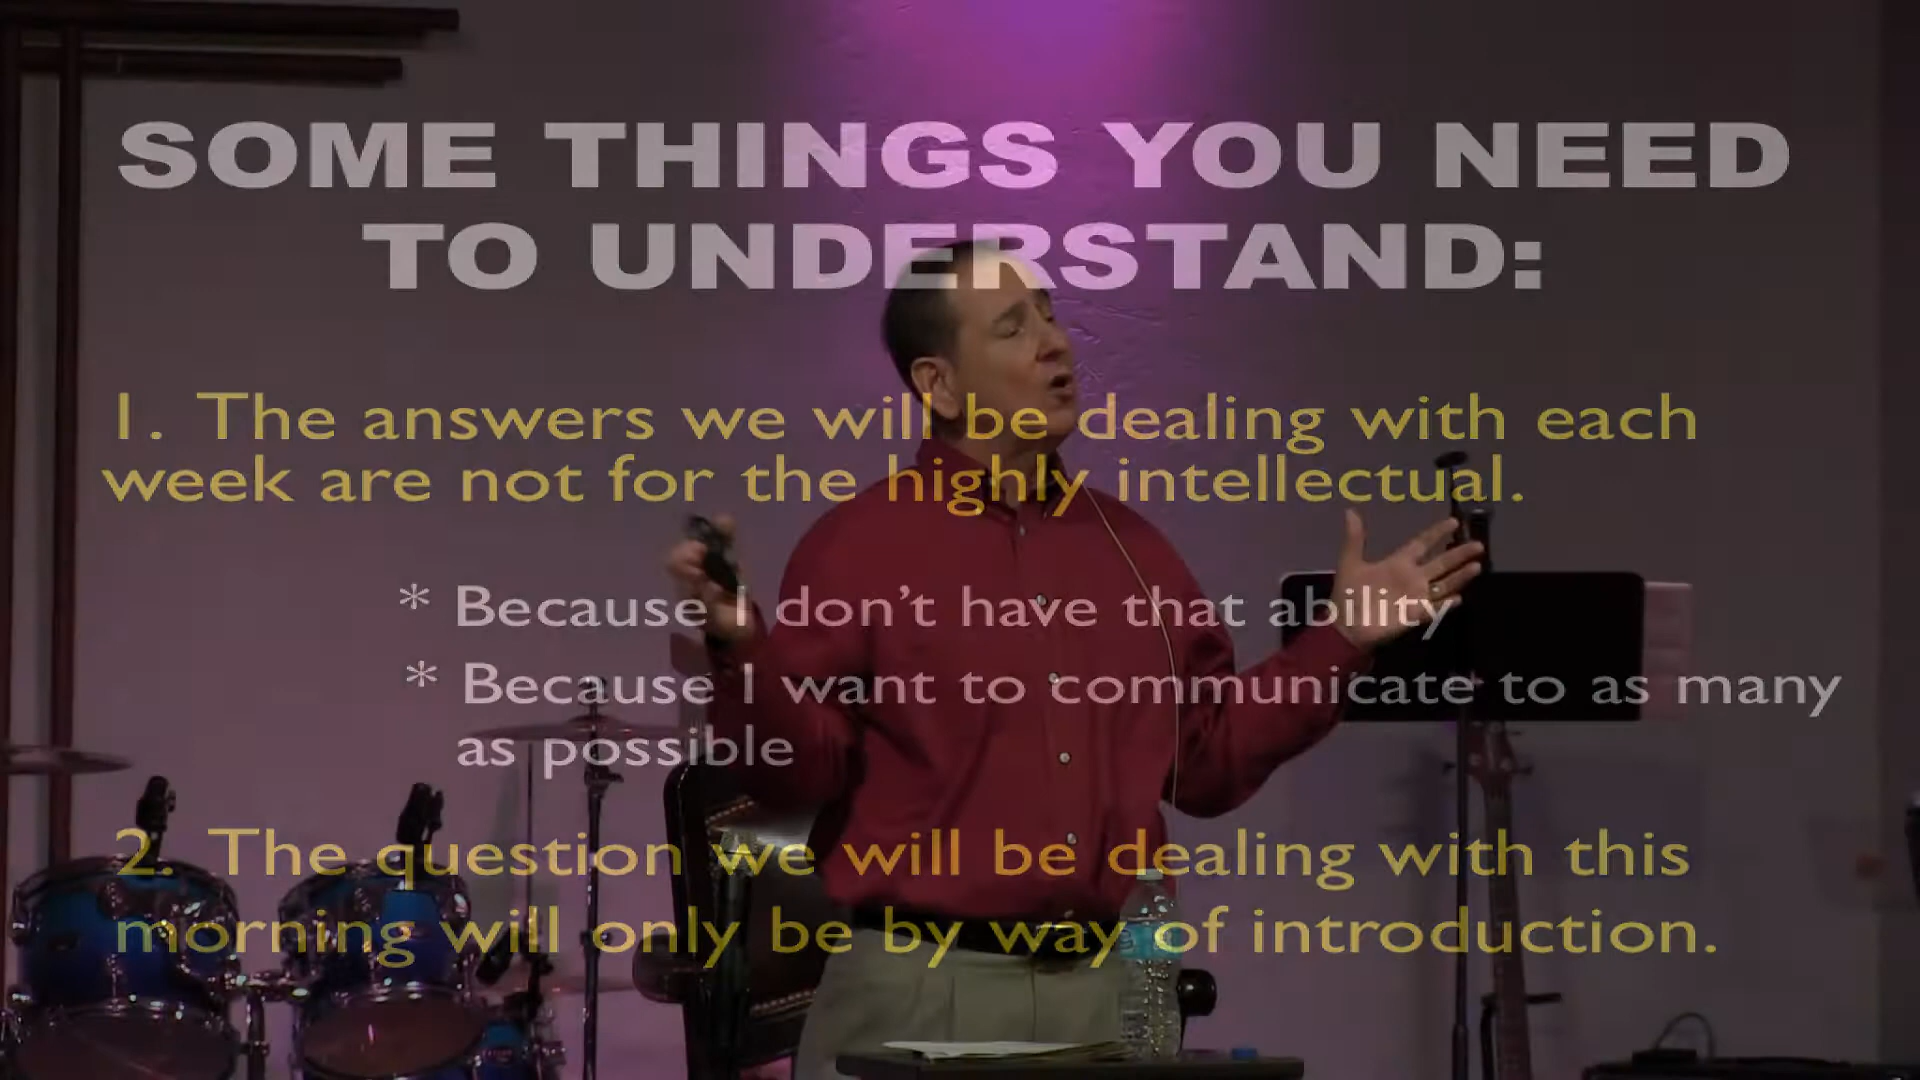 SOME THINGS YOU NEED
TO UNDERSTAND:
1. The answers we will be dealing with each
week are not for the highly intellectual.
* Because I don't have that ability
* Because I want to communicate to as many
as possible
2. The question we will be dealing with this
morning will only be by way of introduction.